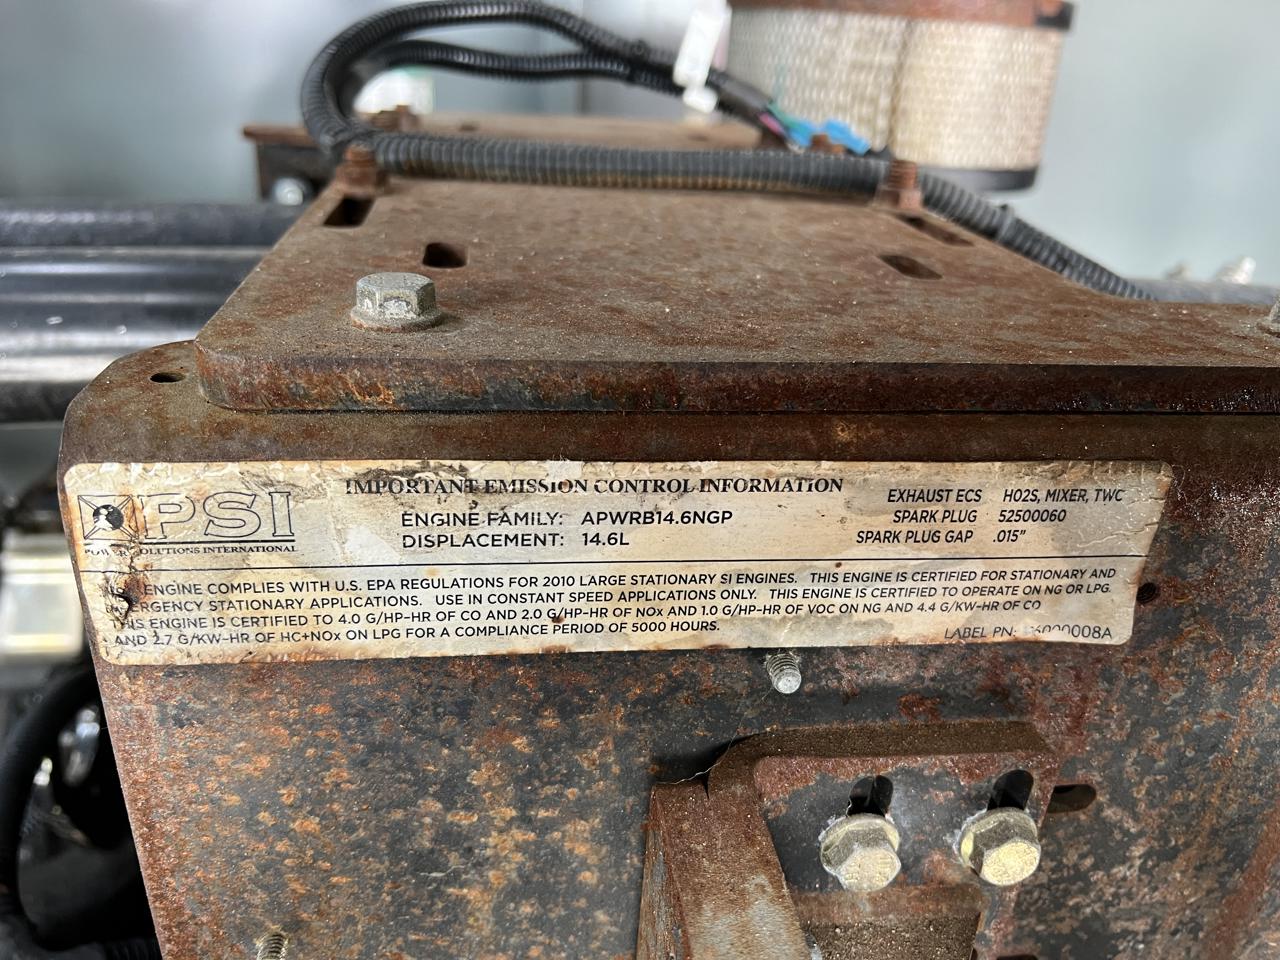 PSI
POWER SOLUTIONS INTERNATIONAL
IMPORTANT EMISSION CONTROL INFORMATION
ENGINE FAMILY: APWRB14.6NGP
DISPLACEMENT: 14.6L
EXHAUST ECS HO2S, MIXER, TWC
SPARK PLUG 52500060
SPARK PLUG GAP .015"
ENGINE COMPLIES WITH U.S. EPA REGULATIONS FOR 2010 LARGE STATIONARY SI ENGINES. THIS ENGINE IS CERTIFIED FOR STATIONARY AND
EMERGENCY STATIONARY APPLICATIONS. USE IN CONSTANT SPEED APPLICATIONS ONLY. THIS ENGINE IS CERTIFIED TO OPERATE ON NG OR LPG.
THIS ENGINE IS CERTIFIED TO 4.0 G/HP-HR OF CO AND 2.0 G/HP-HR OF NOx AND 1.0 G/HP-HR OF VOC ON NG AND 4.4 G/KW-HR OF CO
AND 2.7 G/KW-HR OF HC+NOx ON LPG FOR A COMPLIANCE PERIOD OF 5000 HOURS.
LABEL PN: